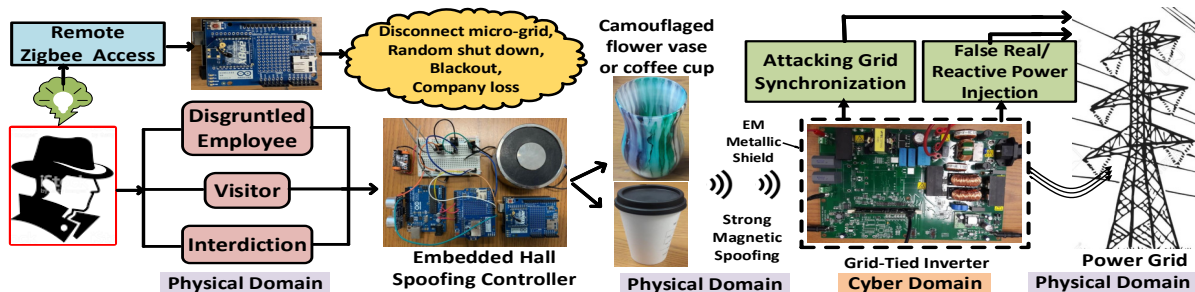 Remote
Zigbee Access
Disconnect micro-grid,
Random shut down,
Blackout,
Company loss
Disgruntled
Employee
Visitor
Interdiction
Physical Domain
Embedded Hall
Spoofing Controller
Camouflaged
flower vase
or coffee cup
Physical Domain
EM
Metallic
Shield
Strong
Magnetic
Spoofing
Attacking Grid
Synchronization
False Real/
Reactive Power
Injection
Grid-Tied Inverter
Cyber Domain
Power Grid
Physical Domain